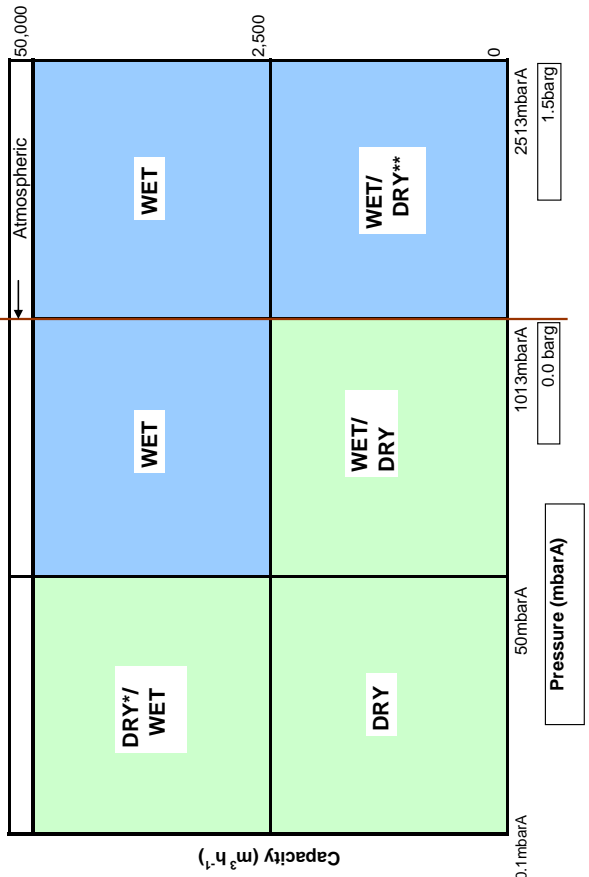 Atmospheric
50,000
2,500
0
Capacity (m³ h⁻¹)
DRY*/
WET
WET
WET
DRY
WET/
DRY
WET/
DRY**
0.1mbarA
50mbarA
1013mbarA
2513mbarA
0.0 barg
1.5barg
Pressure (mbarA)